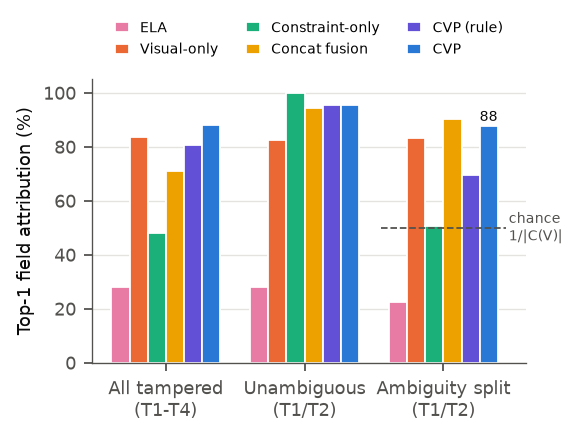 ELA
Constraint-only
CVP (rule)
Visual-only
Concat fusion
CVP
Top-1 field attribution (%)
100
80
60
40
20
0
88
chance
1/|C(V)|
All tampered
(T1-T4)
Unambiguous
(T1/T2)
Ambiguity split
(T1/T2)